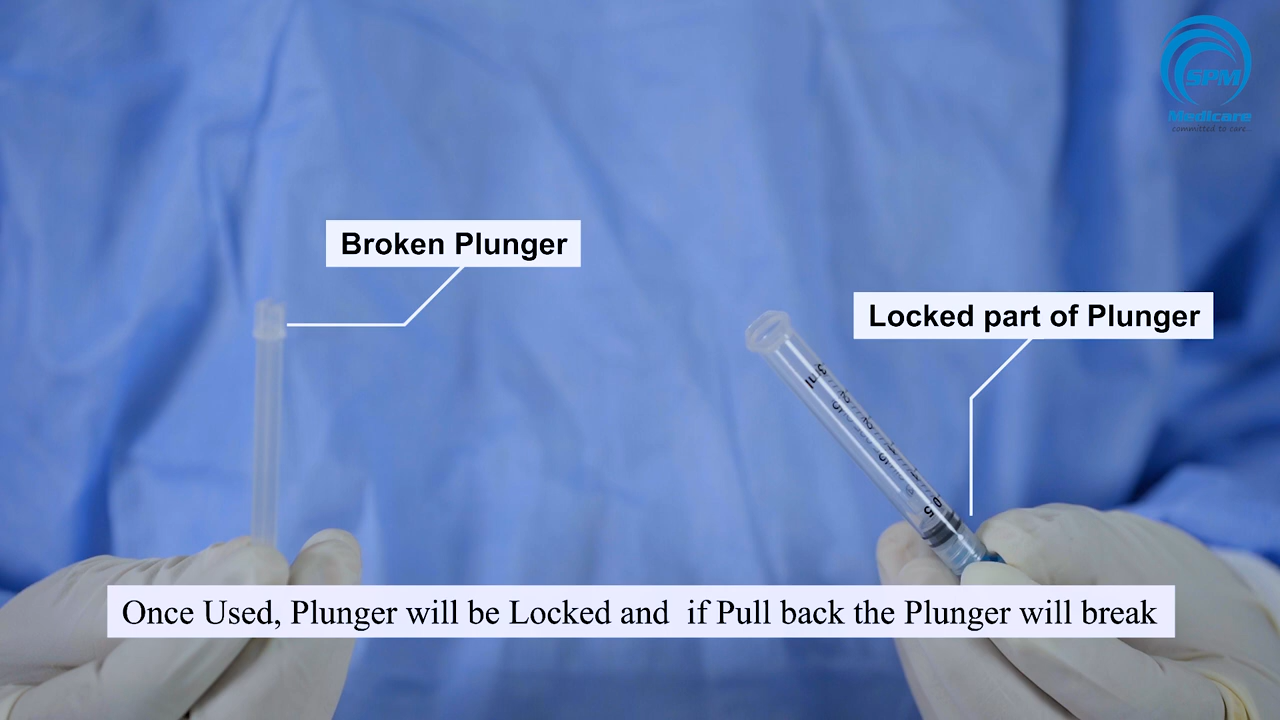 SPM
Medicare
committed to care...
Broken Plunger
Locked part of Plunger
Once Used, Plunger will be Locked and  if Pull back the Plunger will break